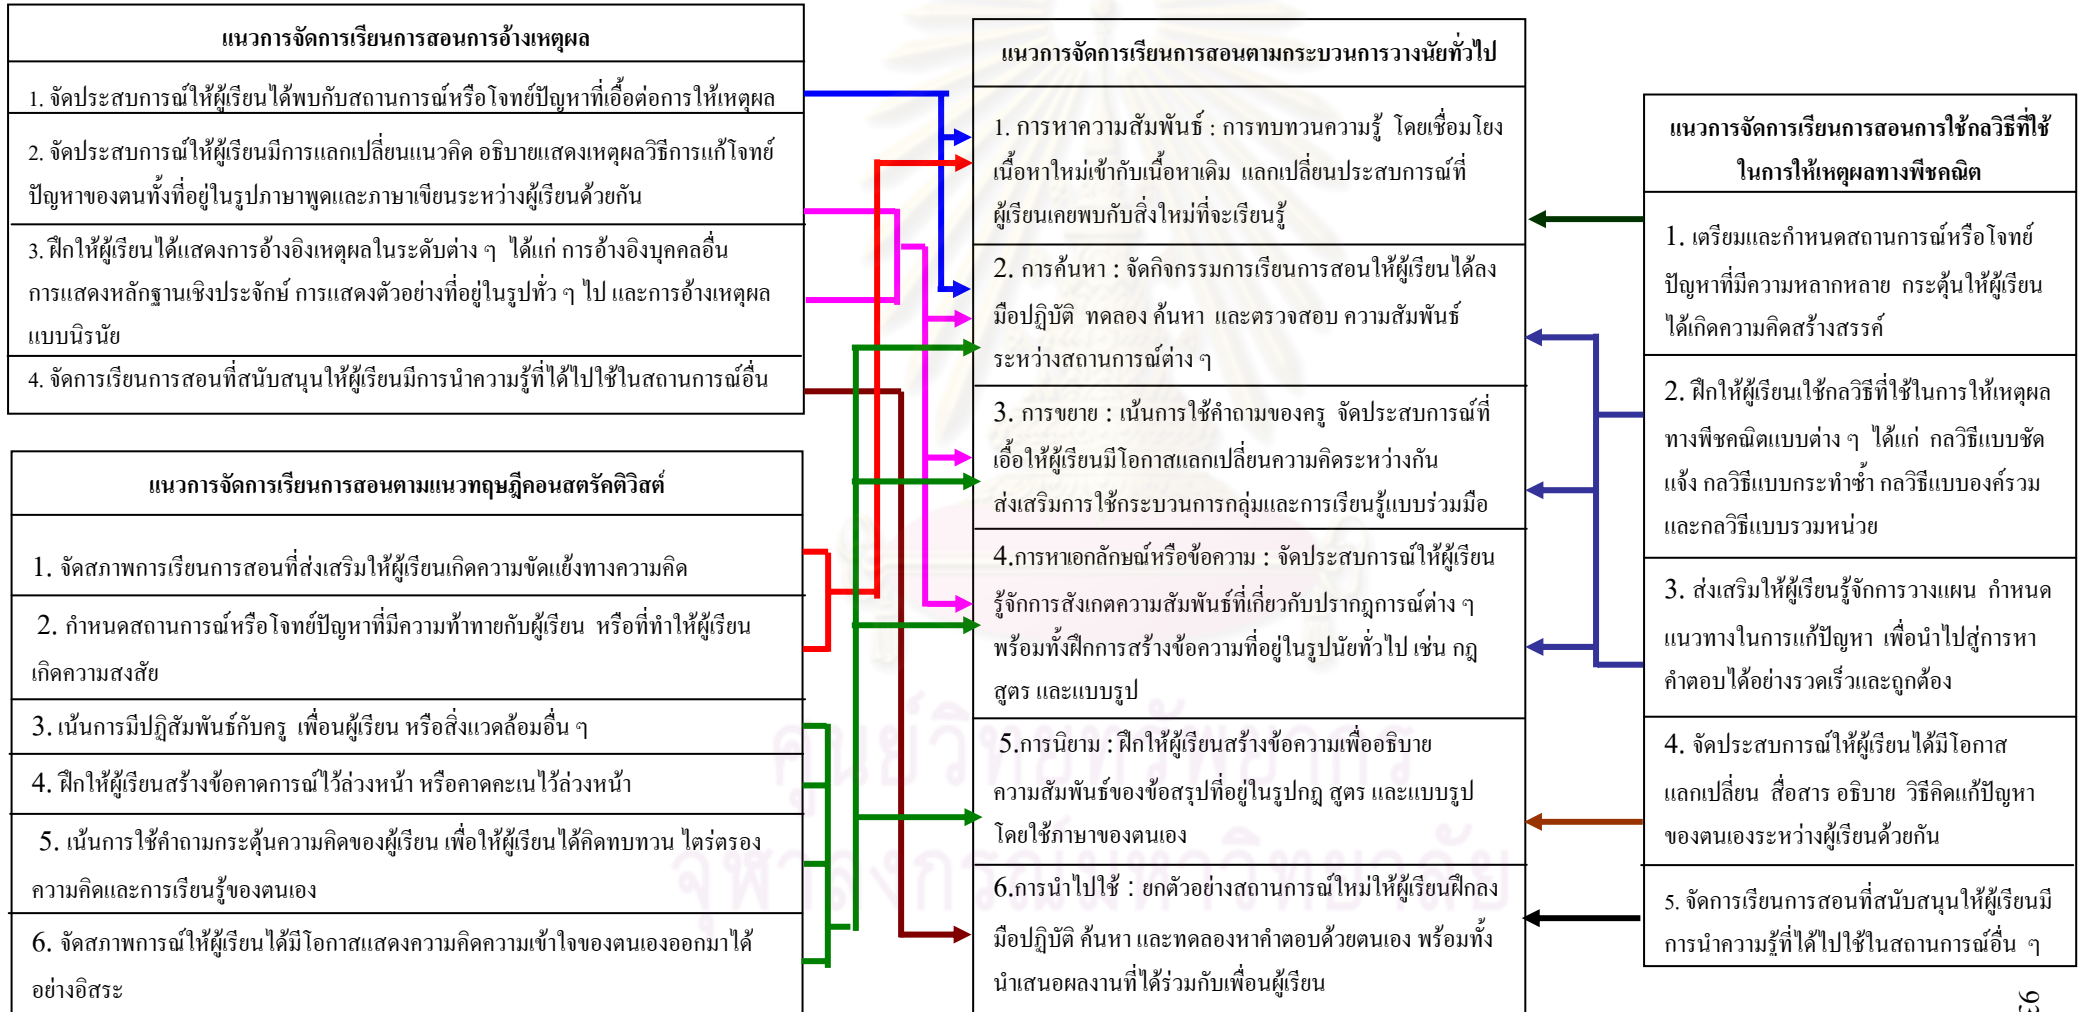 แนวการจัดการเรียนการสอนการอ้างเหตุผล
1. จัดประสบการณ์ให้ผู้เรียนได้พบกับสถานการณ์หรือโจทย์ปัญหาที่เอื้อต่อการให้เหตุผล
2. จัดประสบการณ์ให้ผู้เรียนมีการแลกเปลี่ยนแนวคิด อธิบายแสดงเหตุผลวิธีการแก้โจทย์
ปัญหาของตนทั้งที่อยู่ในรูปภาษาพูดและภาษาเขียนระหว่างผู้เรียนด้วยกัน
3. ฝึกให้ผู้เรียนได้แสดงการอ้างอิงเหตุผลในระดับต่าง ๆ ได้แก่ การอ้างอิงบุคคลอื่น
การแสดงหลักฐานเชิงประจักษ์ การแสดงตัวอย่างที่อยู่ในรูปทั่ว ๆ ไป และการอ้างเหตุผล
แบบนิรนัย
4. จัดการเรียนการสอนที่สนับสนุนให้ผู้เรียนมีการนำความรู้ที่ได้ไปใช้ในสถานการณ์อื่น
แนวการจัดการเรียนการสอนตามแนวทฤษฎีคอนสตรัคติวิสต์
1. จัดสภาพการเรียนการสอนที่ส่งเสริมให้ผู้เรียนเกิดความขัดแย้งทางความคิด
2. กำหนดสถานการณ์หรือโจทย์ปัญหาที่มีความท้าทายกับผู้เรียน หรือที่ทำให้ผู้เรียน
เกิดความสงสัย
3. เน้นการมีปฏิสัมพันธ์กับครู เพื่อนผู้เรียน หรือสิ่งแวดล้อมอื่น ๆ
4. ฝึกให้ผู้เรียนสร้างข้อคาดการณ์ไว้ล่วงหน้า หรือคาดคะเนไว้ล่วงหน้า
5. เน้นการใช้คำถามกระตุ้นความคิดของผู้เรียน เพื่อให้ผู้เรียนได้คิดทบทวน ไตร่ตรอง
ความคิดและการเรียนรู้ของตนเอง
6. จัดสภาพการณ์ให้ผู้เรียนได้มีโอกาสแสดงความคิดความเข้าใจของตนเองออกมาได้
อย่างอิสระ
แนวการจัดการเรียนการสอนตามกระบวนการวางนัยทั่วไป
1. การหาความสัมพันธ์ : การทบทวนความรู้ โดยเชื่อมโยง
เนื้อหาใหม่เข้ากับเนื้อหาเดิม แลกเปลี่ยนประสบการณ์ที่
ผู้เรียนเคยพบกับสิ่งใหม่ที่จะเรียนรู้
2. การค้นหา : จัดกิจกรรมการเรียนการสอนให้ผู้เรียนได้ลง
มือปฏิบัติ ทดลอง ค้นหา และตรวจสอบ ความสัมพันธ์
ระหว่างสถานการณ์ต่าง ๆ
3. การขยาย : เน้นการใช้คำถามของครู จัดประสบการณ์ที่
เอื้อให้ผู้เรียนมีโอกาสแลกเปลี่ยนความคิดระหว่างกัน
ส่งเสริมการใช้กระบวนการกลุ่มและการเรียนรู้แบบร่วมมือ
4.การหาเอกลักษณ์หรือข้อความ : จัดประสบการณ์ให้ผู้เรียน
รู้จักการสังเกตความสัมพันธ์ที่เกี่ยวกับปรากฎการณ์ต่าง ๆ
พร้อมทั้งฝึกการสร้างข้อความที่อยู่ในรูปนัยทั่วไป เช่น กฎ
สูตร และแบบรูป
5.การนิยาม : ฝึกให้ผู้เรียนสร้างข้อความเพื่ออธิบาย
ความสัมพันธ์ของข้อสรุปที่อยู่ในรูปกฎ สูตร และแบบรูป
โดยใช้ภาษาของตนเอง
6.การนำไปใช้ : ยกตัวอย่างสถานการณ์ใหม่ให้ผู้เรียนฝึกลง
มือปฏิบัติ ค้นหา และทดลองหาคำตอบด้วยตนเอง พร้อมทั้ง
นำเสนอผลงานที่ได้ร่วมกับเพื่อนผู้เรียน
แนวการจัดการเรียนการสอนการใช้กลวิธีที่ใช้
ในการให้เหตุผลทางพีชคณิต
1. เตรียมและกำหนดสถานการณ์หรือโจทย์
ปัญหาที่มีความหลากหลาย กระตุ้นให้ผู้เรียน
ได้เกิดความคิดสร้างสรรค์
2. ฝึกให้ผู้เรียนใช้กลวิธีที่ใช้ในการให้เหตุผล
ทางพีชคณิตแบบต่าง ๆ ได้แก่ กลวิธีแบบชัด
แจ้ง กลวิธีแบบกระทำซ้ำ กลวิธีแบบองค์รวม
และกลวิธีแบบรวมหน่วย
3. ส่งเสริมให้ผู้เรียนรู้จักการวางแผน กำหนด
แนวทางในการแก้ปัญหา เพื่อนำไปสู่การหา
คำตอบได้อย่างรวดเร็วและถูกต้อง
4. จัดประสบการณ์ให้ผู้เรียนได้มีโอกาส
แลกเปลี่ยน สื่อสาร อธิบาย วิธีคิดแก้ปัญหา
ของตนเองระหว่างผู้เรียนด้วยกัน
5. จัดการเรียนการสอนที่สนับสนุนให้ผู้เรียนมี
การนำความรู้ที่ได้ไปใช้ในสถานการณ์อื่น ๆ
ศูนย์วิทยทรัพยากร
จุฬาลงกรณ์มหาวิทยาลัย